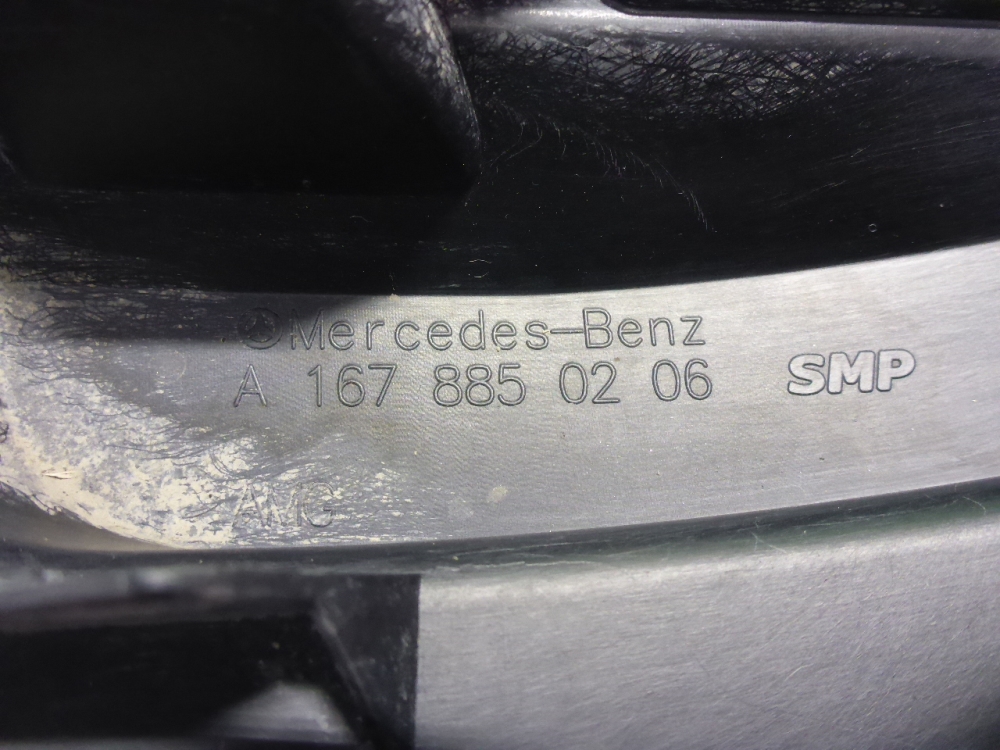 Mercedes-Benz
A 167 885 02 06
SMP
AMG